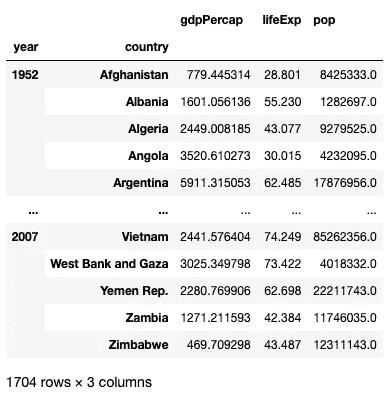 gdpPercap lifeExp pop
year country
1952 Afghanistan 779.445314 28.801 8425333.0
Albania 1601.056136 55.230 1282697.0
Algeria 2449.008185 43.077 9279525.0
Angola 3520.610273 30.015 4232095.0
Argentina 5911.315053 62.485 17876956.0
... ... ... ... ...
2007 Vietnam 2441.576404 74.249 85262356.0
West Bank and Gaza 3025.349798 73.422 4018332.0
Yemen Rep. 2280.769906 62.698 22211743.0
Zambia 1271.211593 42.384 11746035.0
Zimbabwe 469.709298 43.487 12311143.0
1704 rows × 3 columns